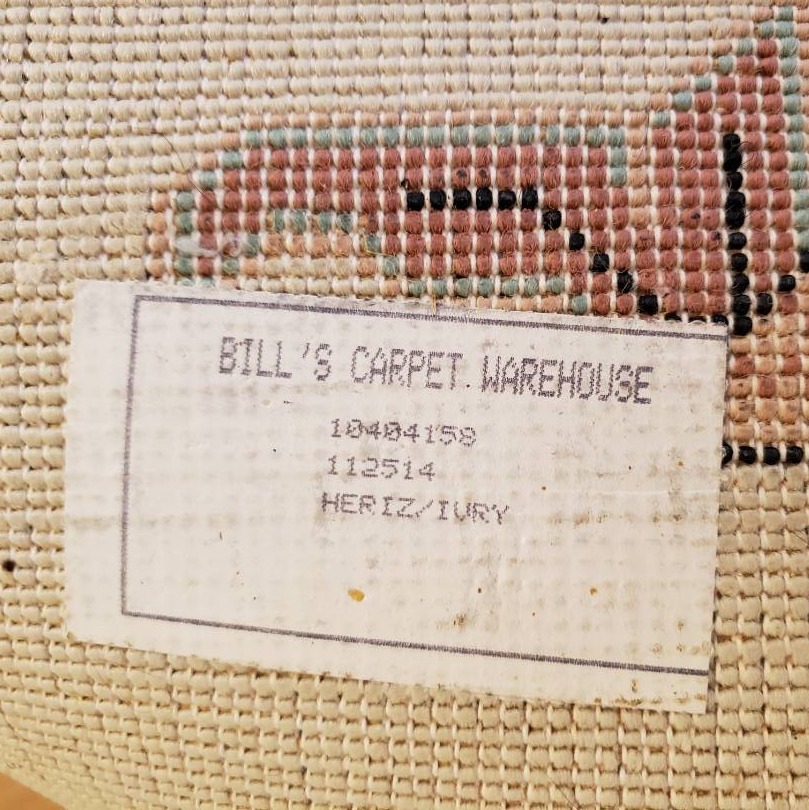 BILL'S CARPET WAREHOUSE
10404158
112514
HERIZ/IVRY